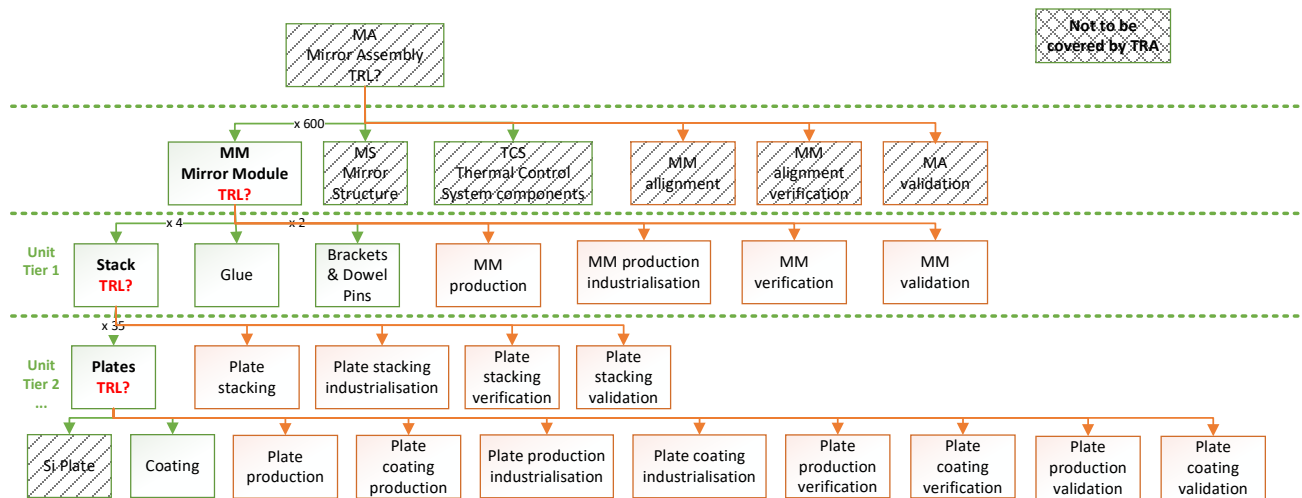 MA
Mirror Assembly
TRL?
Not to be
covered by TRA
x 600
MM
Mirror Module
TRL?
MS
Mirror
Structure
TCS
Thermal Control
System components
MM
allignment
MM
alignment
verification
MA
validation
x 4
x 2
Unit
Tier 1
Stack
TRL?
Glue
Brackets
& Dowel
Pins
MM
production
MM production
industrialisation
MM
verification
MM
validation
x 35
Unit
Tier 2
...
Plates
TRL?
Plate
stacking
Plate stacking
industrialisation
Plate
stacking
verification
Plate
stacking
validation
Si Plate
Coating
Plate
production
Plate
coating
production
Plate production
industrialisation
Plate coating
industrialisation
Plate
production
verification
Plate
coating
verification
Plate
production
validation
Plate
coating
validation